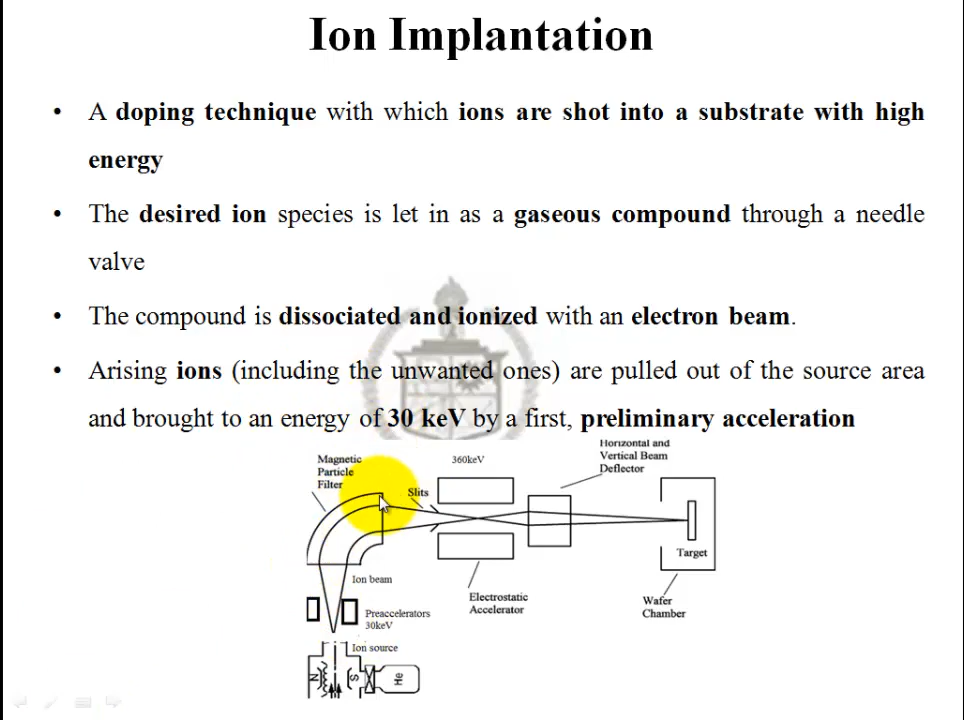 Ion Implantation
• A doping technique with which ions are shot into a substrate with high
energy
• The desired ion species is let in as a gaseous compound through a needle
valve
• The compound is dissociated and ionized with an electron beam.
• Arising ions (including the unwanted ones) are pulled out of the source area
and brought to an energy of 30 keV by a first, preliminary acceleration
Magnetic
Particle
Filter
Slits
360keV
Horizontal and
Vertical Beam
Deflector
Target
Ion beam
Electrostatic
Accelerator
Wafer
Chamber
Preaccelerators
30keV
Ion source
N
S
He